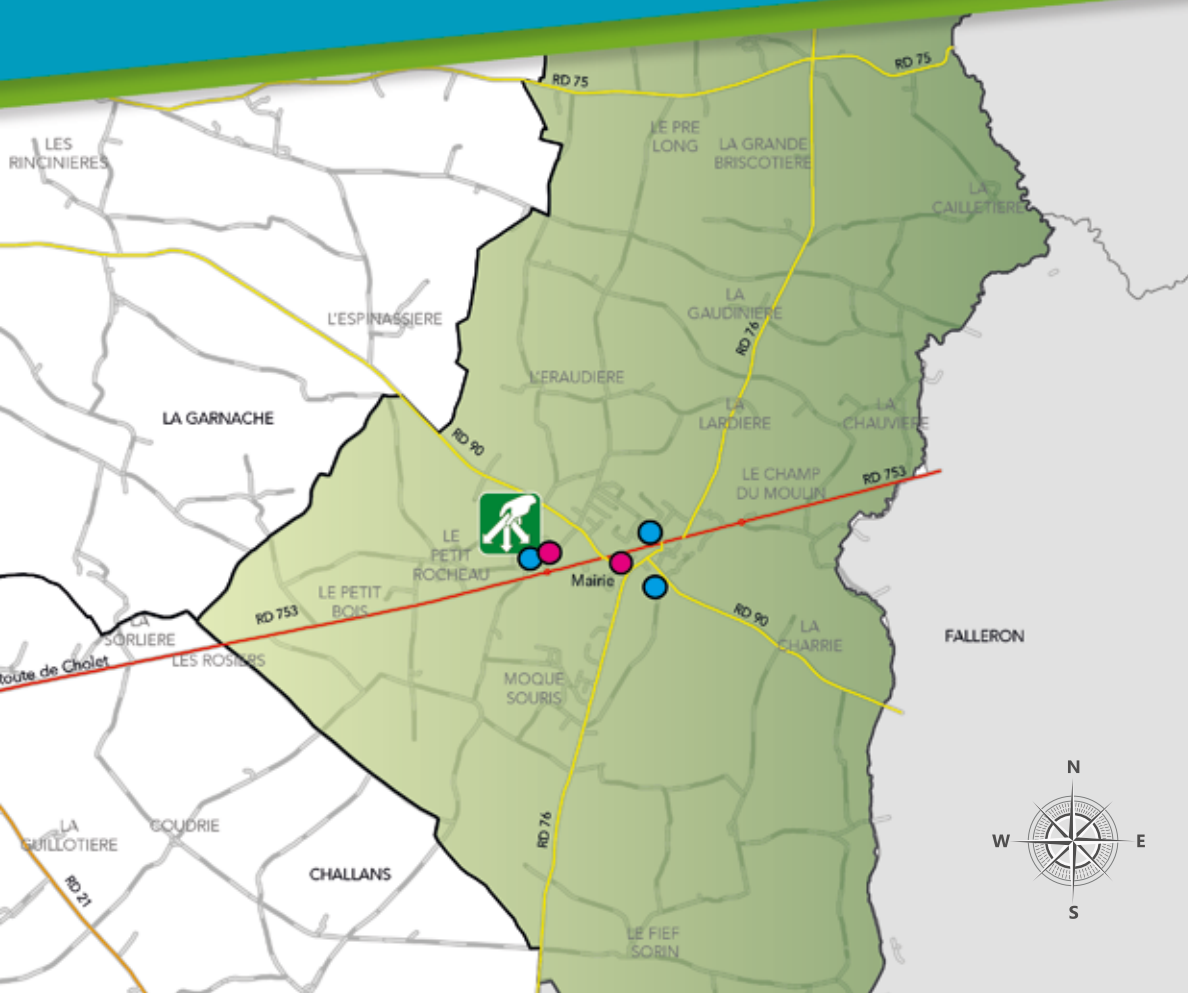 RD 75
RD 75
LES
RINCINIERES
LE PRE
LONG
LA GRANDE
BRISCOTIERE
LA
CAILLETIERE
L'ESPINASSIERE
LA
GAUDINIERE
RD 76
L'ERAUDIERE
LA GARNACHE
LA
LARDIERE
LA
CHAUVIERE
RD 90
RD 753
LE CHAMP
DU MOULIN
LE
PETIT
ROCHEAU
Mairie
LE PETIT
BOIS
RD 753
RD 90
LA
SORLIERE
LES ROSIERS
LA
CHARRIE
FALLERON
Route de Cholet
MOQUE
SOURIS
N
W
E
S
RD 76
LA
GUILLOTIERE
COUDRIE
CHALLANS
RD 21
LE FIEF
SORIN